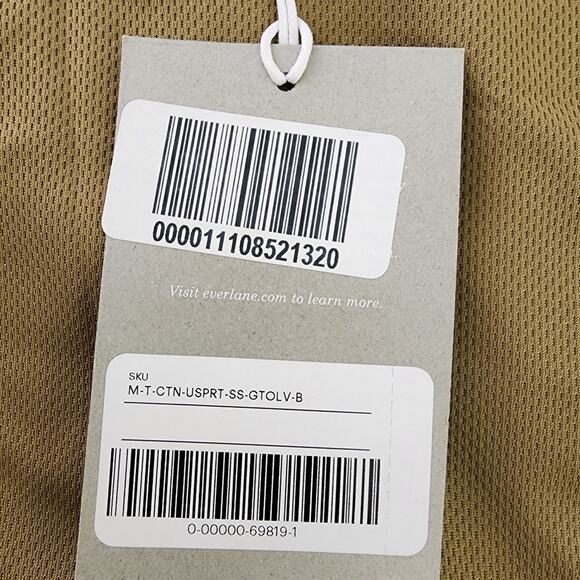 000011108521320
Visit everlane.com to learn more.
SKU
M-T-CTN-USPRT-SS-GTOLV-B
0-00000-69819-1